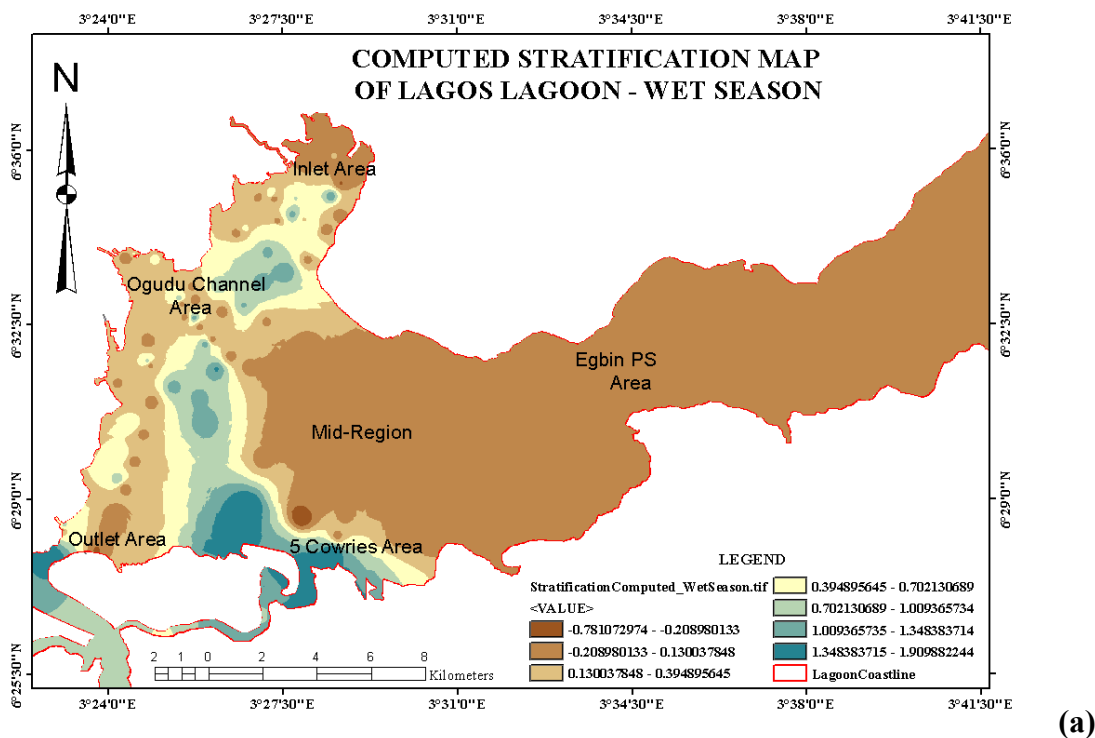 3°24'0"E 3°27'30"E 3°31'0"E 3°34'30"E 3°38'0"E 3°41'30"E
COMPUTED STRATIFICATION MAP
OF LAGOS LAGOON - WET SEASON
N
6°36'0"N
6°36'0"N
Inlet Area
Ogudu Channel
Area
6°32'30"N
6°32'30"N
Egbin PS
Area
Mid-Region
6°29'0"N
6°29'0"N
Outlet Area
5 Cowries Area
LEGEND
StratificationComputed_WetSeason.tif
<VALUE>
-0.781072974 - -0.208980133
-0.208980133 - 0.130037848
0.130037848 - 0.394895645
0.394895645 - 0.702130689
0.702130689 - 1.009365734
1.009365735 - 1.348383714
1.348383715 - 1.909882244
LagoonCoastline
2 1 0 2 4 6 8
Kilometers
6°25'30"N
6°25'30"N
3°24'0"E 3°27'30"E 3°31'0"E 3°34'30"E 3°38'0"E 3°41'30"E
(a)